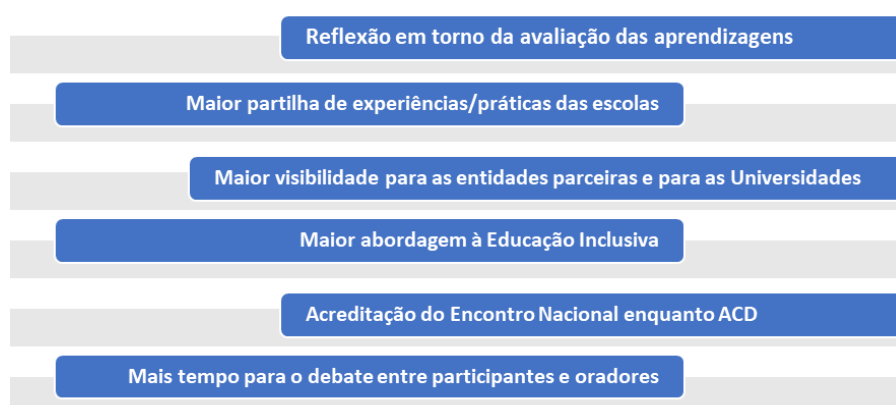 Reflexão em torno da avaliação das aprendizagens
Maior partilha de experiências/práticas das escolas
Maior visibilidade para as entidades parceiras e para as Universidades
Maior abordagem à Educação Inclusiva
Acreditação do Encontro Nacional enquanto ACD
Mais tempo para o debate entre participantes e oradores